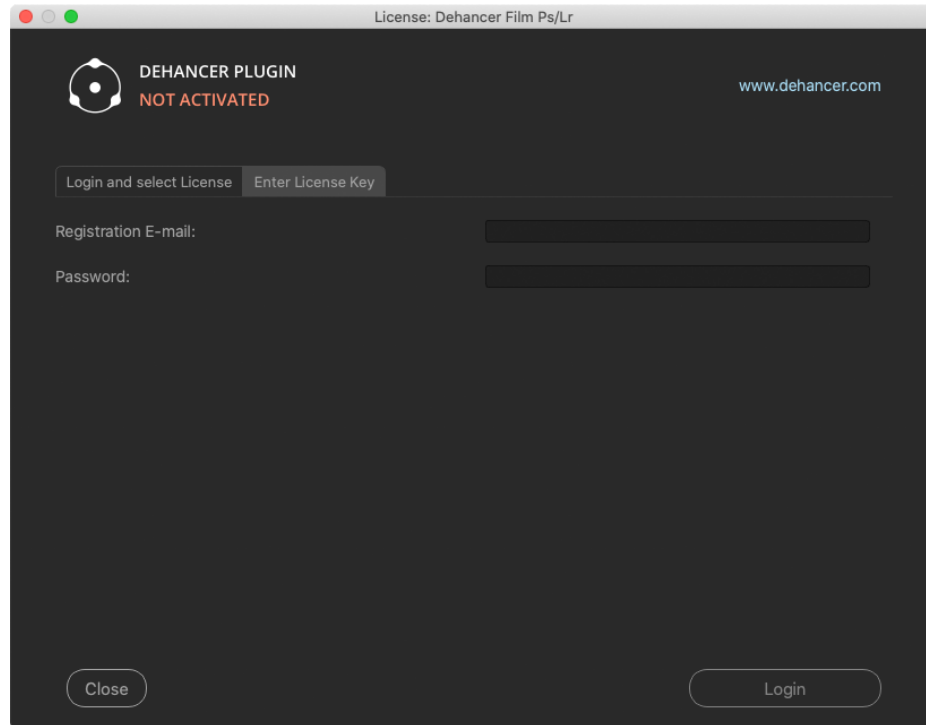 License: Dehancer Film Ps/Lr
DEHANCER PLUGIN
NOT ACTIVATED
www.dehancer.com
Login and select License
Enter License Key
Registration E-mail:
Password:
Close
Login